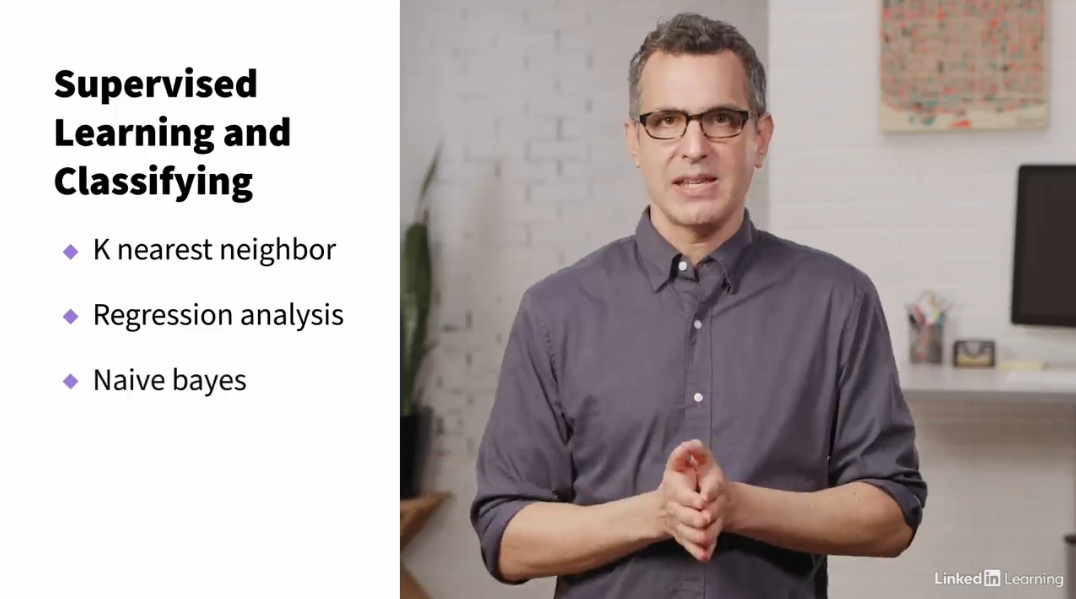 Supervised
Learning and
Classifying
K nearest neighbor
Regression analysis
Naive bayes
Linked in Learning